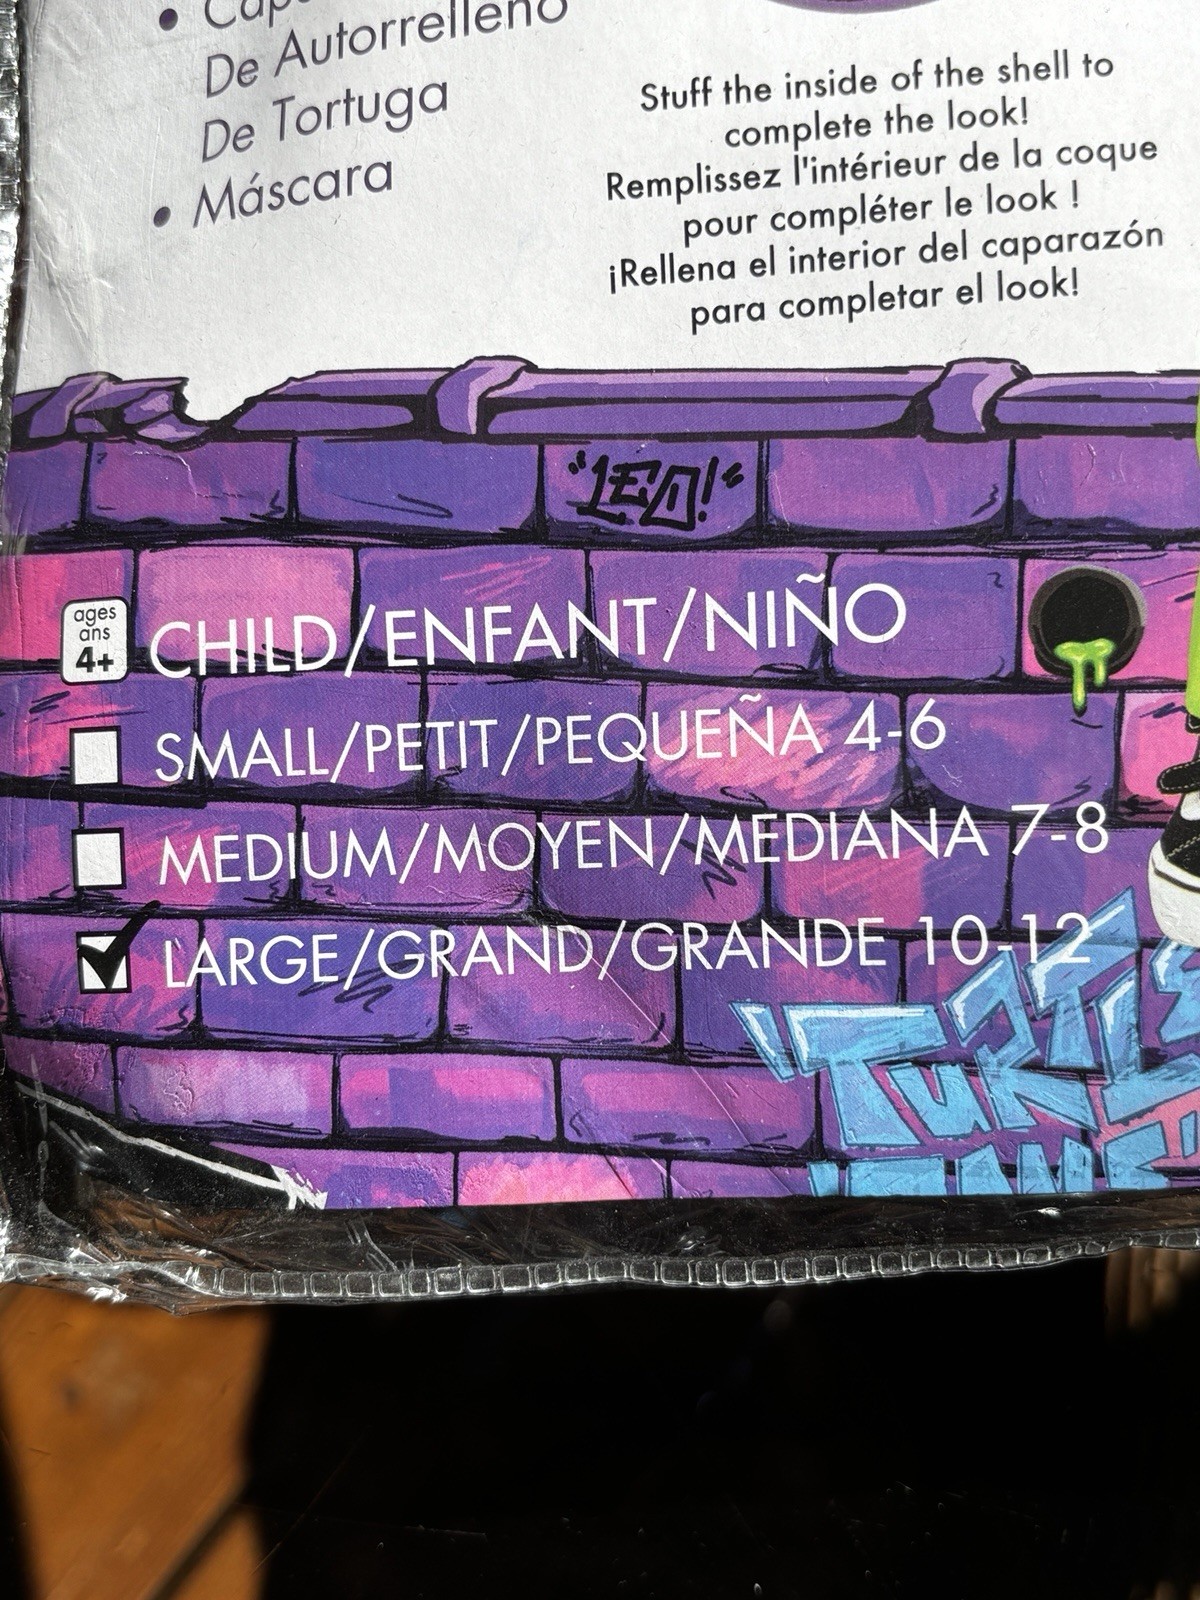 De Autorrelleno
De Tortuga
• Máscara
Stuff the inside of the shell to
complete the look!
Remplissez l'intérieur de la coque
pour compléter le look !
¡Rellena el interior del caparazón
para completar el look!
"LEO!"
ages
ans
4+
CHILD/ENFANT/NIÑO
SMALL/PETIT/PEQUEÑA 4-6
MEDIUM/MOYEN/MEDIANA 7-8
LARGE/GRAND/GRANDE 10-12